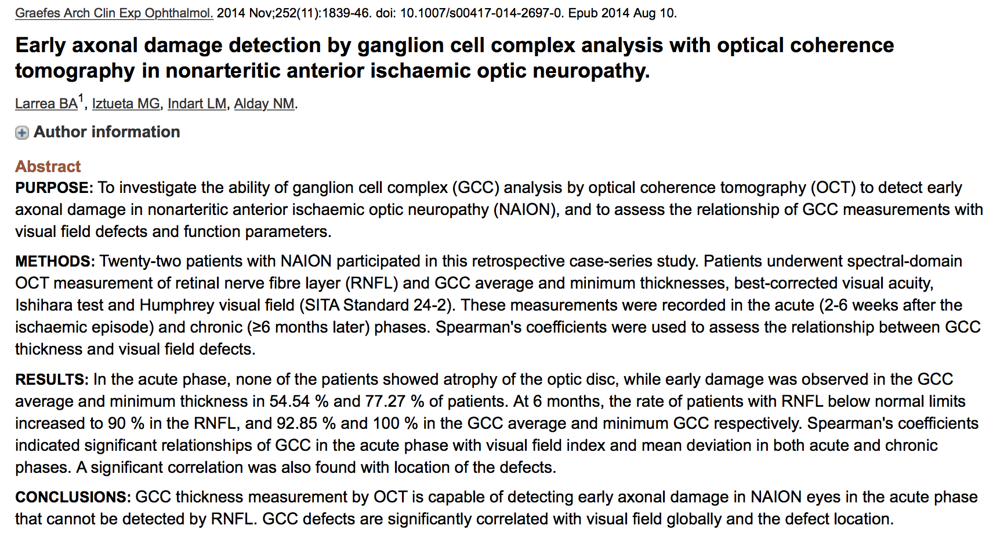 Graefes Arch Clin Exp Ophthalmol. 2014 Nov;252(11):1839-46. doi: 10.1007/s00417-014-2697-0. Epub 2014 Aug 10.
Early axonal damage detection by ganglion cell complex analysis with optical coherence
tomography in nonarteritic anterior ischaemic optic neuropathy.
Larrea BA1, Iztueta MG, Indart LM, Alday NM.
Author information
Abstract
PURPOSE: To investigate the ability of ganglion cell complex (GCC) analysis by optical coherence tomography (OCT) to detect early
axonal damage in nonarteritic anterior ischaemic optic neuropathy (NAION), and to assess the relationship of GCC measurements with
visual field defects and function parameters.
METHODS: Twenty-two patients with NAION participated in this retrospective case-series study. Patients underwent spectral-domain
OCT measurement of retinal nerve fibre layer (RNFL) and GCC average and minimum thicknesses, best-corrected visual acuity,
Ishihara test and Humphrey visual field (SITA Standard 24-2). These measurements were recorded in the acute (2-6 weeks after the
ischaemic episode) and chronic (≥6 months later) phases. Spearman's coefficients were used to assess the relationship between GCC
thickness and visual field defects.
RESULTS: In the acute phase, none of the patients showed atrophy of the optic disc, while early damage was observed in the GCC
average and minimum thickness in 54.54 % and 77.27 % of patients. At 6 months, the rate of patients with RNFL below normal limits
increased to 90 % in the RNFL, and 92.85 % and 100 % in the GCC average and minimum GCC respectively. Spearman's coefficients
indicated significant relationships of GCC in the acute phase with visual field index and mean deviation in both acute and chronic
phases. A significant correlation was also found with location of the defects.
CONCLUSIONS: GCC thickness measurement by OCT is capable of detecting early axonal damage in NAION eyes in the acute phase
that cannot be detected by RNFL. GCC defects are significantly correlated with visual field globally and the defect location.